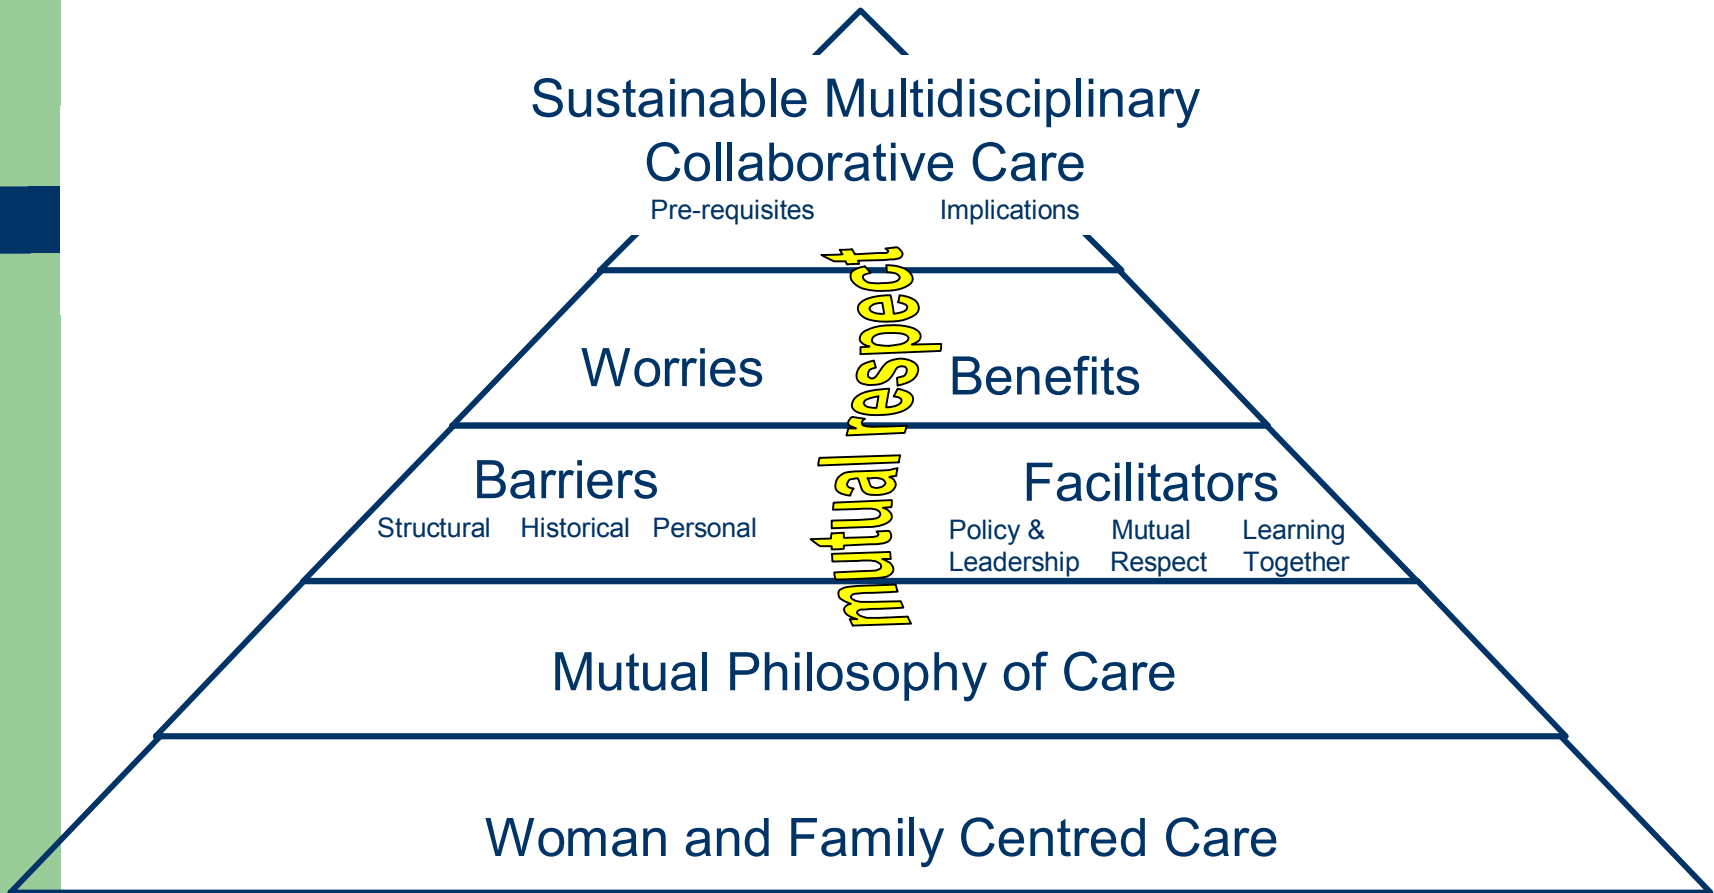 Sustainable Multidisciplinary
Collaborative Care
Pre-requisites Implications
mutual respect
Worries Benefits
Barriers Facilitators
Structural Historical Personal
Policy & Mutual Learning
Leadership Respect Together
Mutual Philosophy of Care
Woman and Family Centred Care